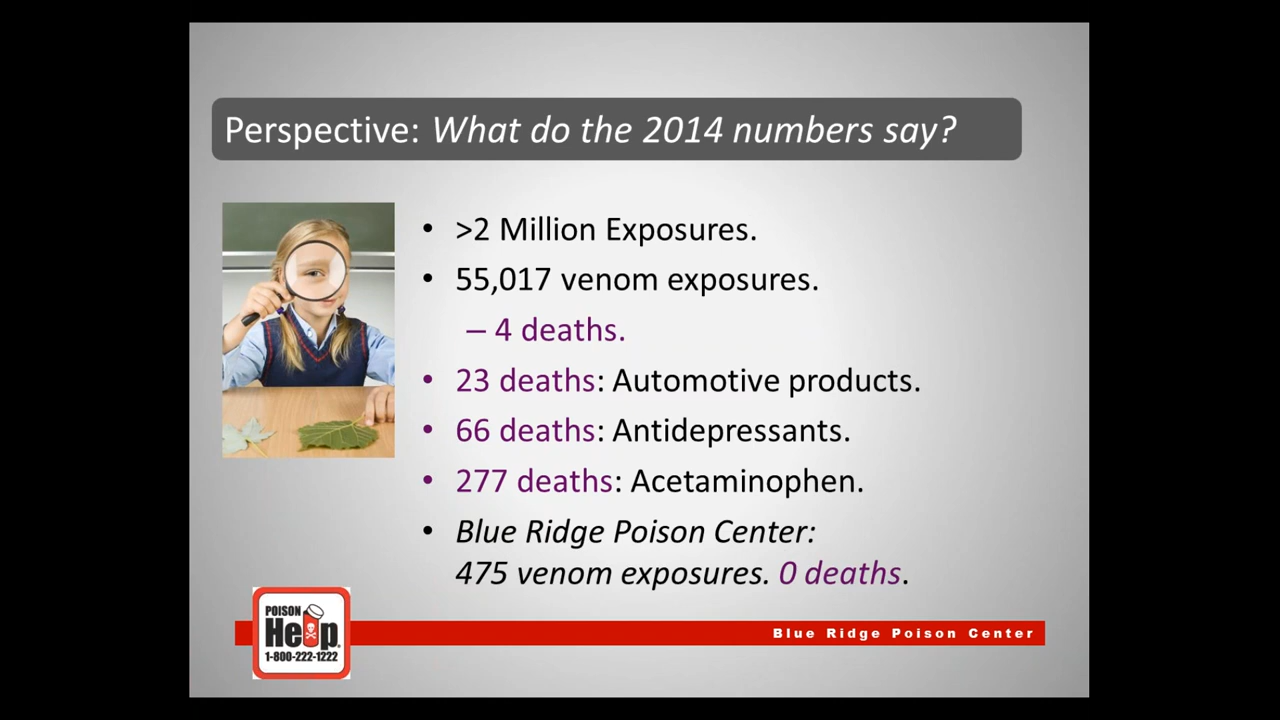 Perspective: What do the 2014 numbers say?
• >2 Million Exposures.
• 55,017 venom exposures.
– 4 deaths.
• 23 deaths: Automotive products.
• 66 deaths: Antidepressants.
• 277 deaths: Acetaminophen.
• Blue Ridge Poison Center:
475 venom exposures. 0 deaths.
POISON
Help®
1-800-222-1222
Blue Ridge Poison Center